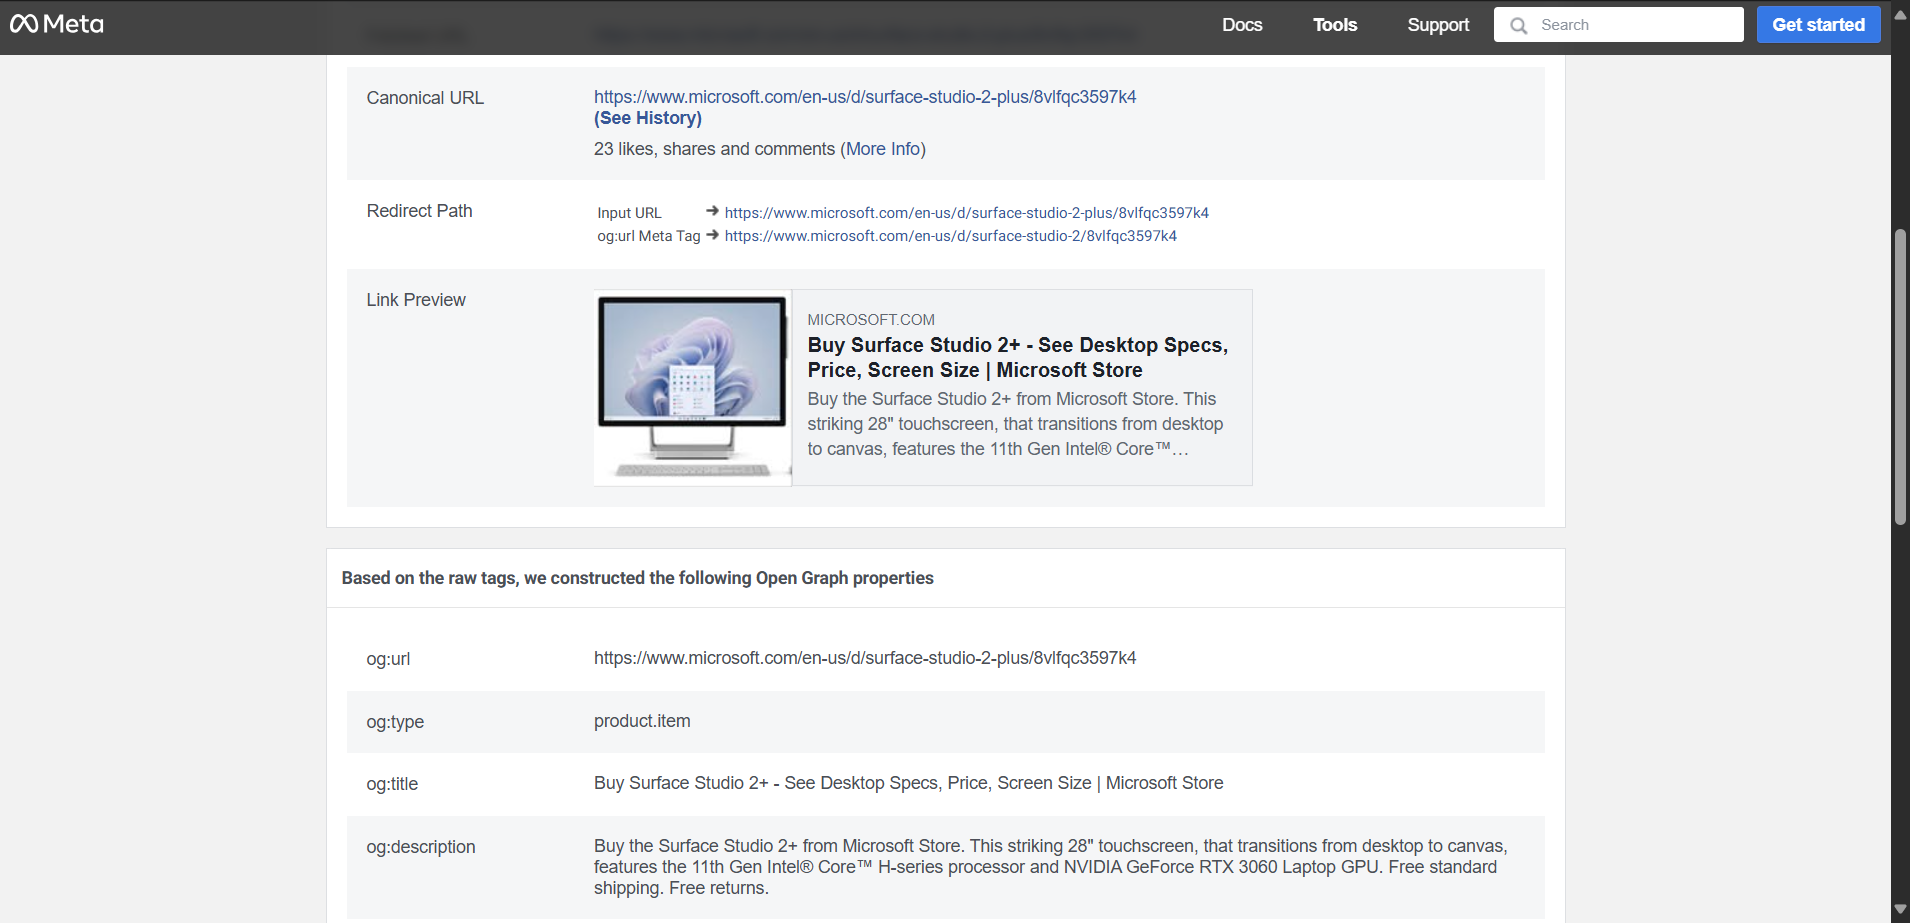 Meta
Docs
Tools
Support
Search
Get started
Canonical URL
https://www.microsoft.com/en-us/d/surface-studio-2-plus/8vlfqc3597k4
(See History)
23 likes, shares and comments (More Info)
Redirect Path
Input URL
https://www.microsoft.com/en-us/d/surface-studio-2-plus/8vlfqc3597k4
og:url Meta Tag
https://www.microsoft.com/en-us/d/surface-studio-2/8vlfqc3597k4
Link Preview
MICROSOFT.COM
Buy Surface Studio 2+ - See Desktop Specs,
Price, Screen Size | Microsoft Store
Buy the Surface Studio 2+ from Microsoft Store. This
striking 28" touchscreen, that transitions from desktop
to canvas, features the 11th Gen Intel® Core™…
Based on the raw tags, we constructed the following Open Graph properties
og:url
https://www.microsoft.com/en-us/d/surface-studio-2-plus/8vlfqc3597k4
og:type
product.item
og:title
Buy Surface Studio 2+ - See Desktop Specs, Price, Screen Size | Microsoft Store
og:description
Buy the Surface Studio 2+ from Microsoft Store. This striking 28" touchscreen, that transitions from desktop to canvas,
features the 11th Gen Intel® Core™ H-series processor and NVIDIA GeForce RTX 3060 Laptop GPU. Free standard
shipping. Free returns.